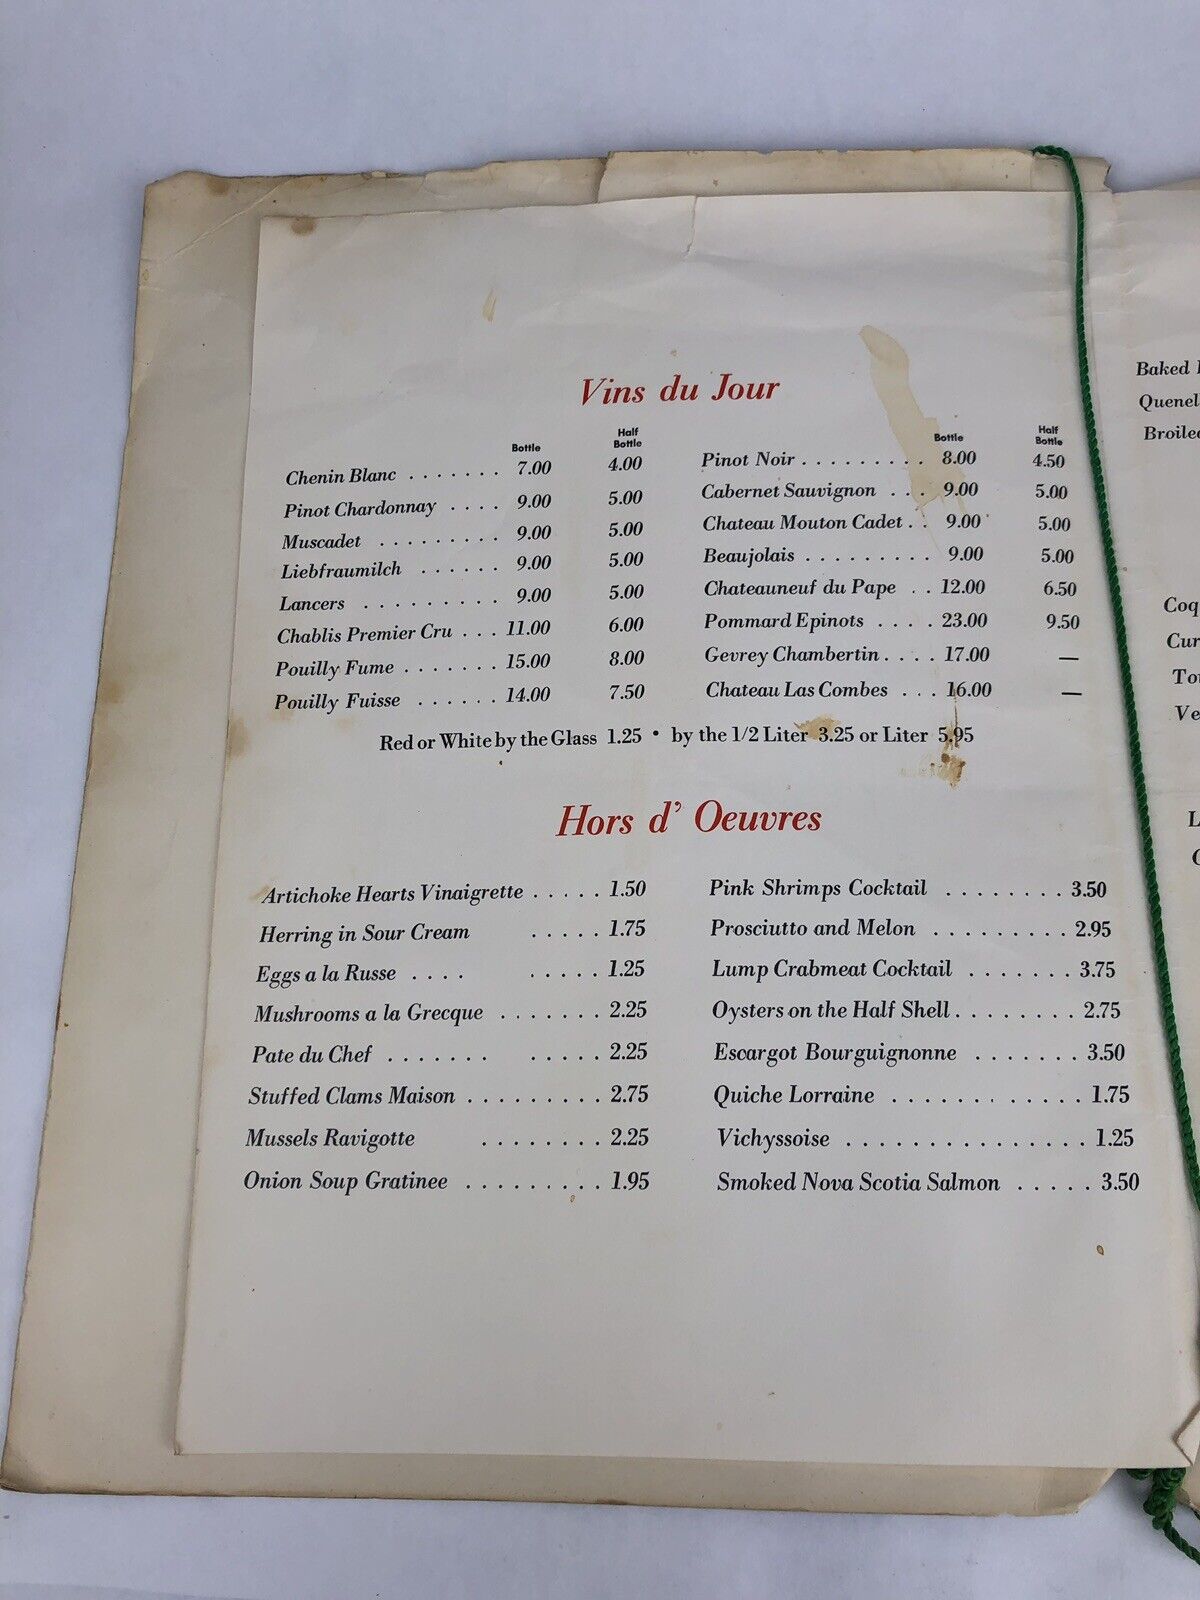 Vins du Jour
Bottle Half Bottle
Chenin Blanc . . . . . . . 7.00 4.00
Pinot Chardonnay . . . . 9.00 5.00
Muscadet . . . . . . . . . 9.00 5.00
Liebfraumilch . . . . . . 9.00 5.00
Lancers . . . . . . . . . 9.00 5.00
Chablis Premier Cru . . . 11.00 6.00
Pouilly Fume . . . . . . . 15.00 8.00
Pouilly Fuisse . . . . . . 14.00 7.50
Bottle Half Bottle
Pinot Noir . . . . . . . . . 8.00 4.50
Cabernet Sauvignon . . . 9.00 5.00
Chateau Mouton Cadet . . 9.00 5.00
Beaujolais . . . . . . . . . 9.00 5.00
Chateauneuf du Pape . . 12.00 6.50
Pommard Epinots . . . . 23.00 9.50
Gevrey Chambertin . . . . 17.00 —
Chateau Las Combes . . . 16.00 —
Red or White by the Glass 1.25 • by the 1/2 Liter 3.25 or Liter 5.95
Hors d' Oeuvres
Artichoke Hearts Vinaigrette . . . . . 1.50
Herring in Sour Cream . . . . . 1.75
Eggs a la Russe . . . . . . . . . 1.25
Mushrooms a la Grecque . . . . . . . 2.25
Pate du Chef . . . . . . . . . . . . 2.25
Stuffed Clams Maison . . . . . . . . . 2.75
Mussels Ravigotte . . . . . . . . 2.25
Onion Soup Gratinee . . . . . . . . . 1.95
Pink Shrimps Cocktail . . . . . . . . 3.50
Prosciutto and Melon . . . . . . . . . 2.95
Lump Crabmeat Cocktail . . . . . . . 3.75
Oysters on the Half Shell . . . . . . . . 2.75
Escargot Bourguignonne . . . . . . . 3.50
Quiche Lorraine . . . . . . . . . . . . 1.75
Vichyssoise . . . . . . . . . . . . . . . 1.25
Smoked Nova Scotia Salmon . . . . . 3.50
Baked
Broiled